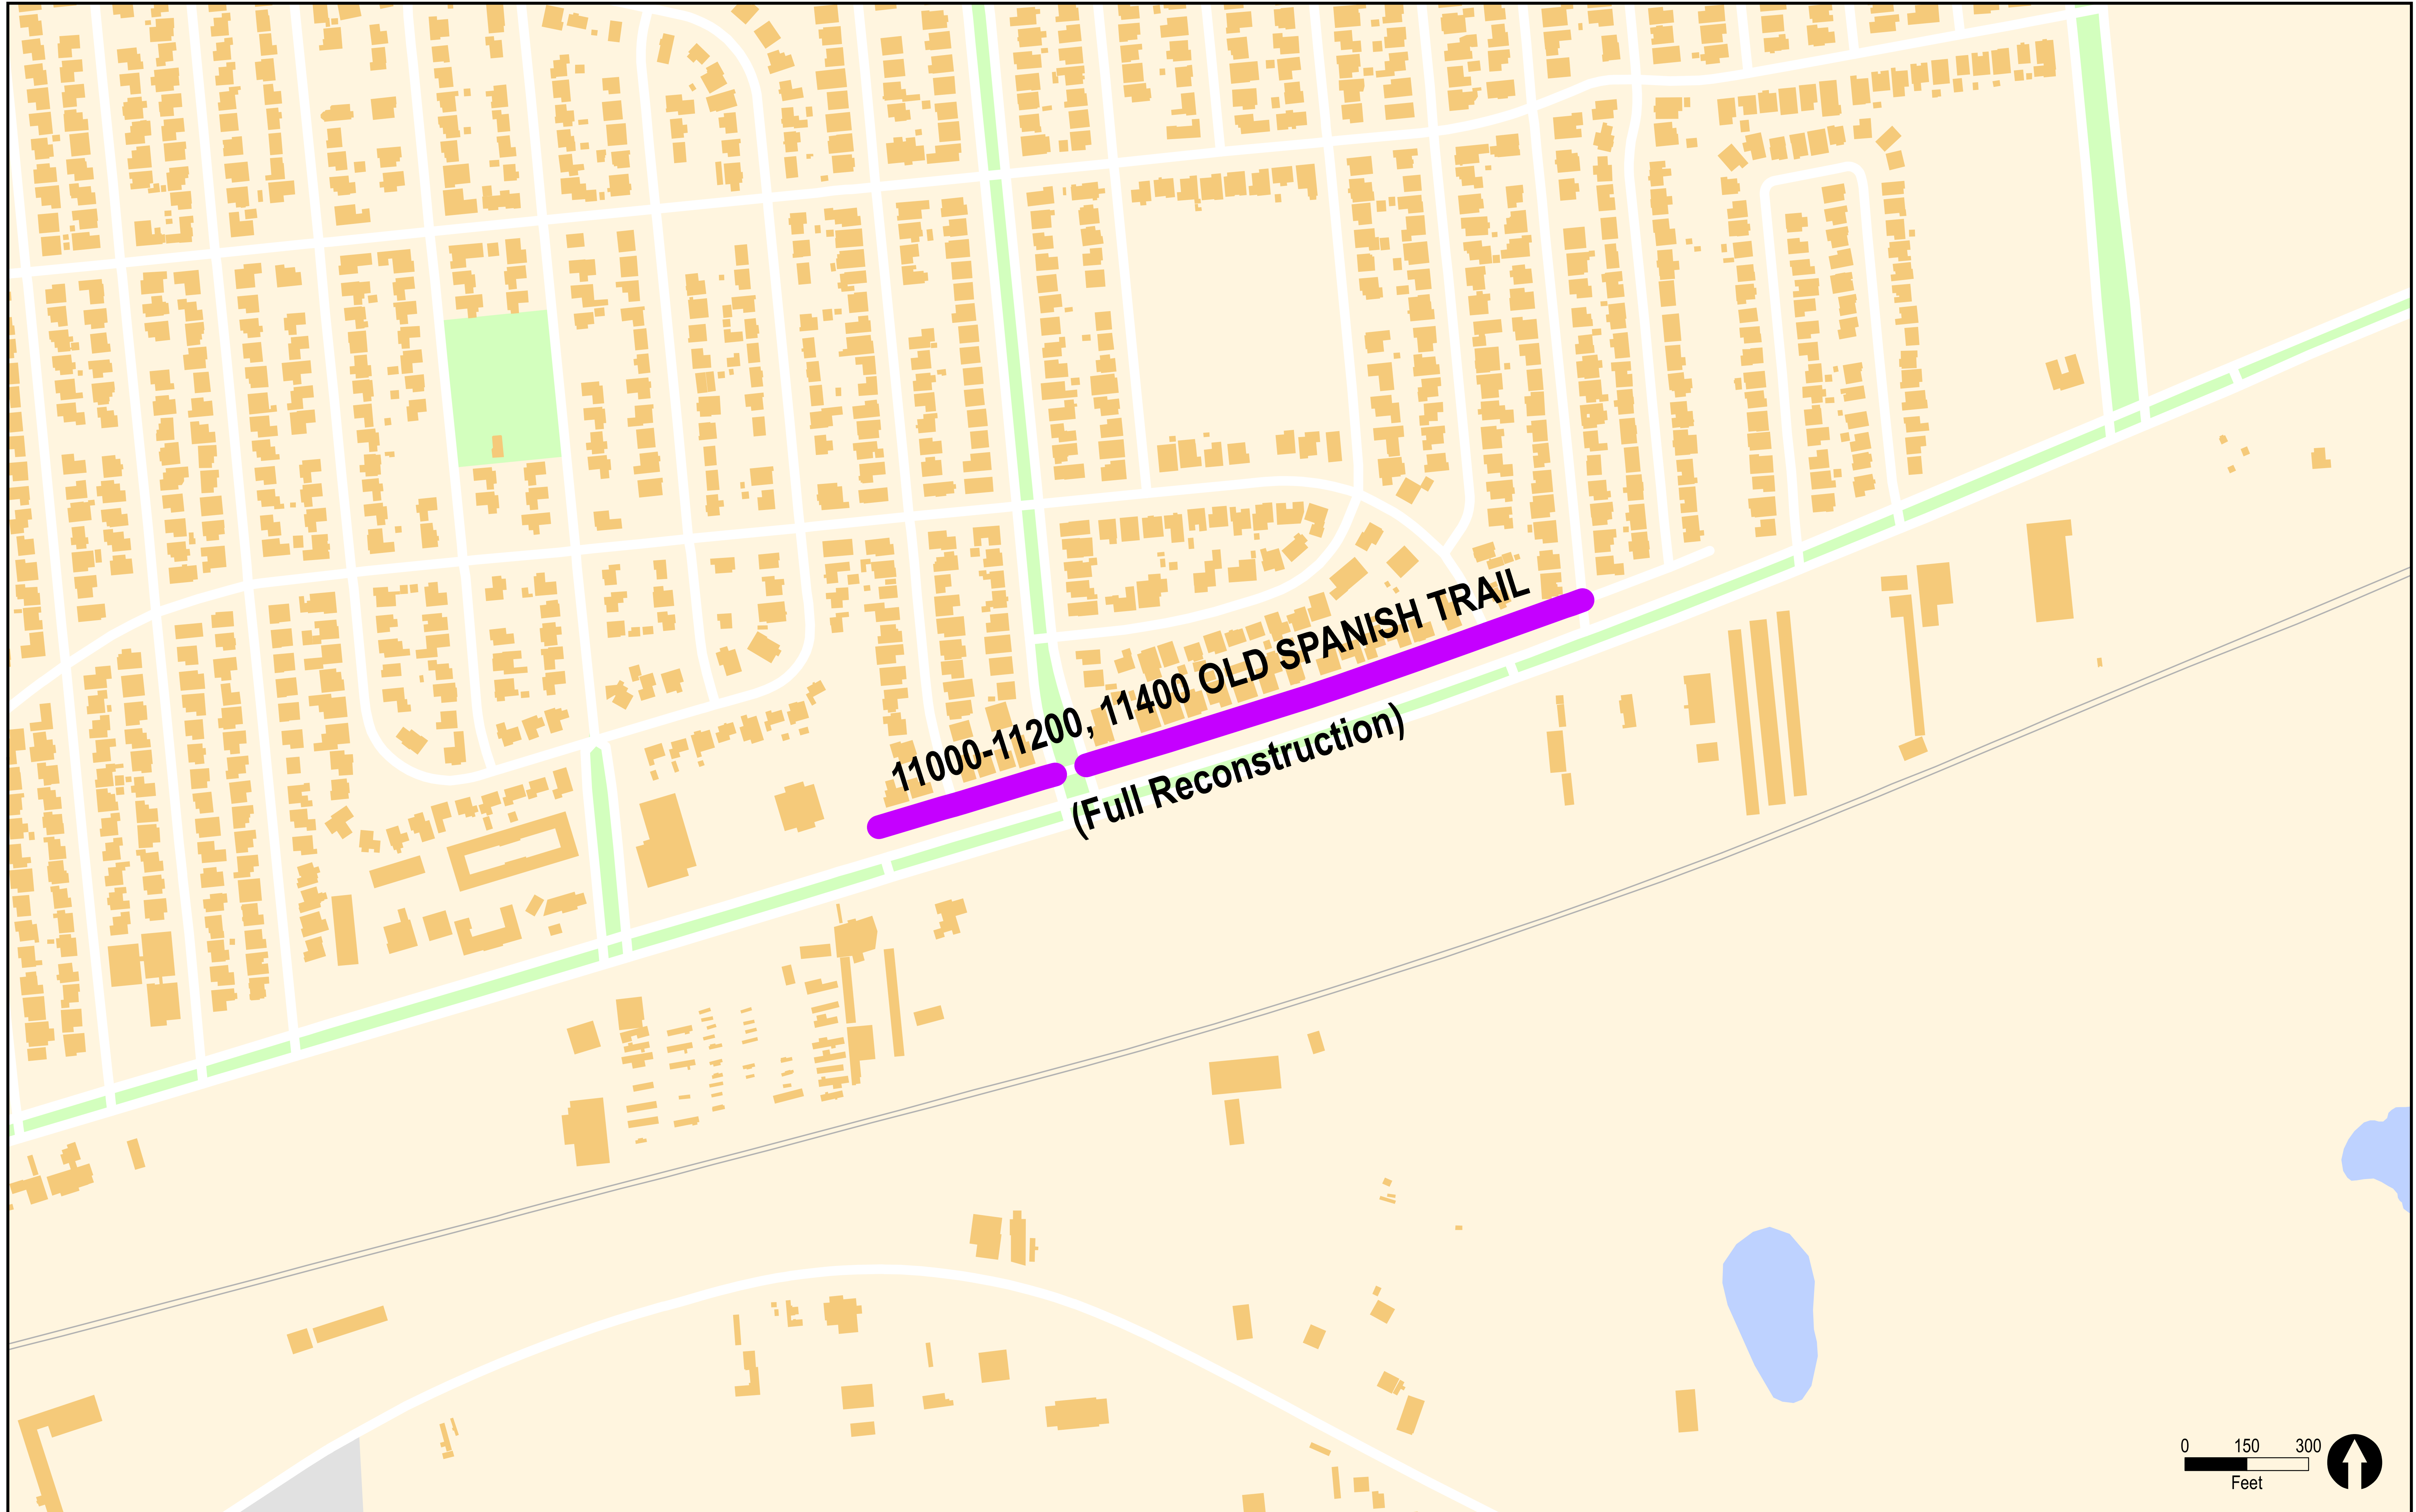 11000-11200, 11400 OLD SPANISH TRAIL
(Full Reconstruction)
0 150 300
Feet